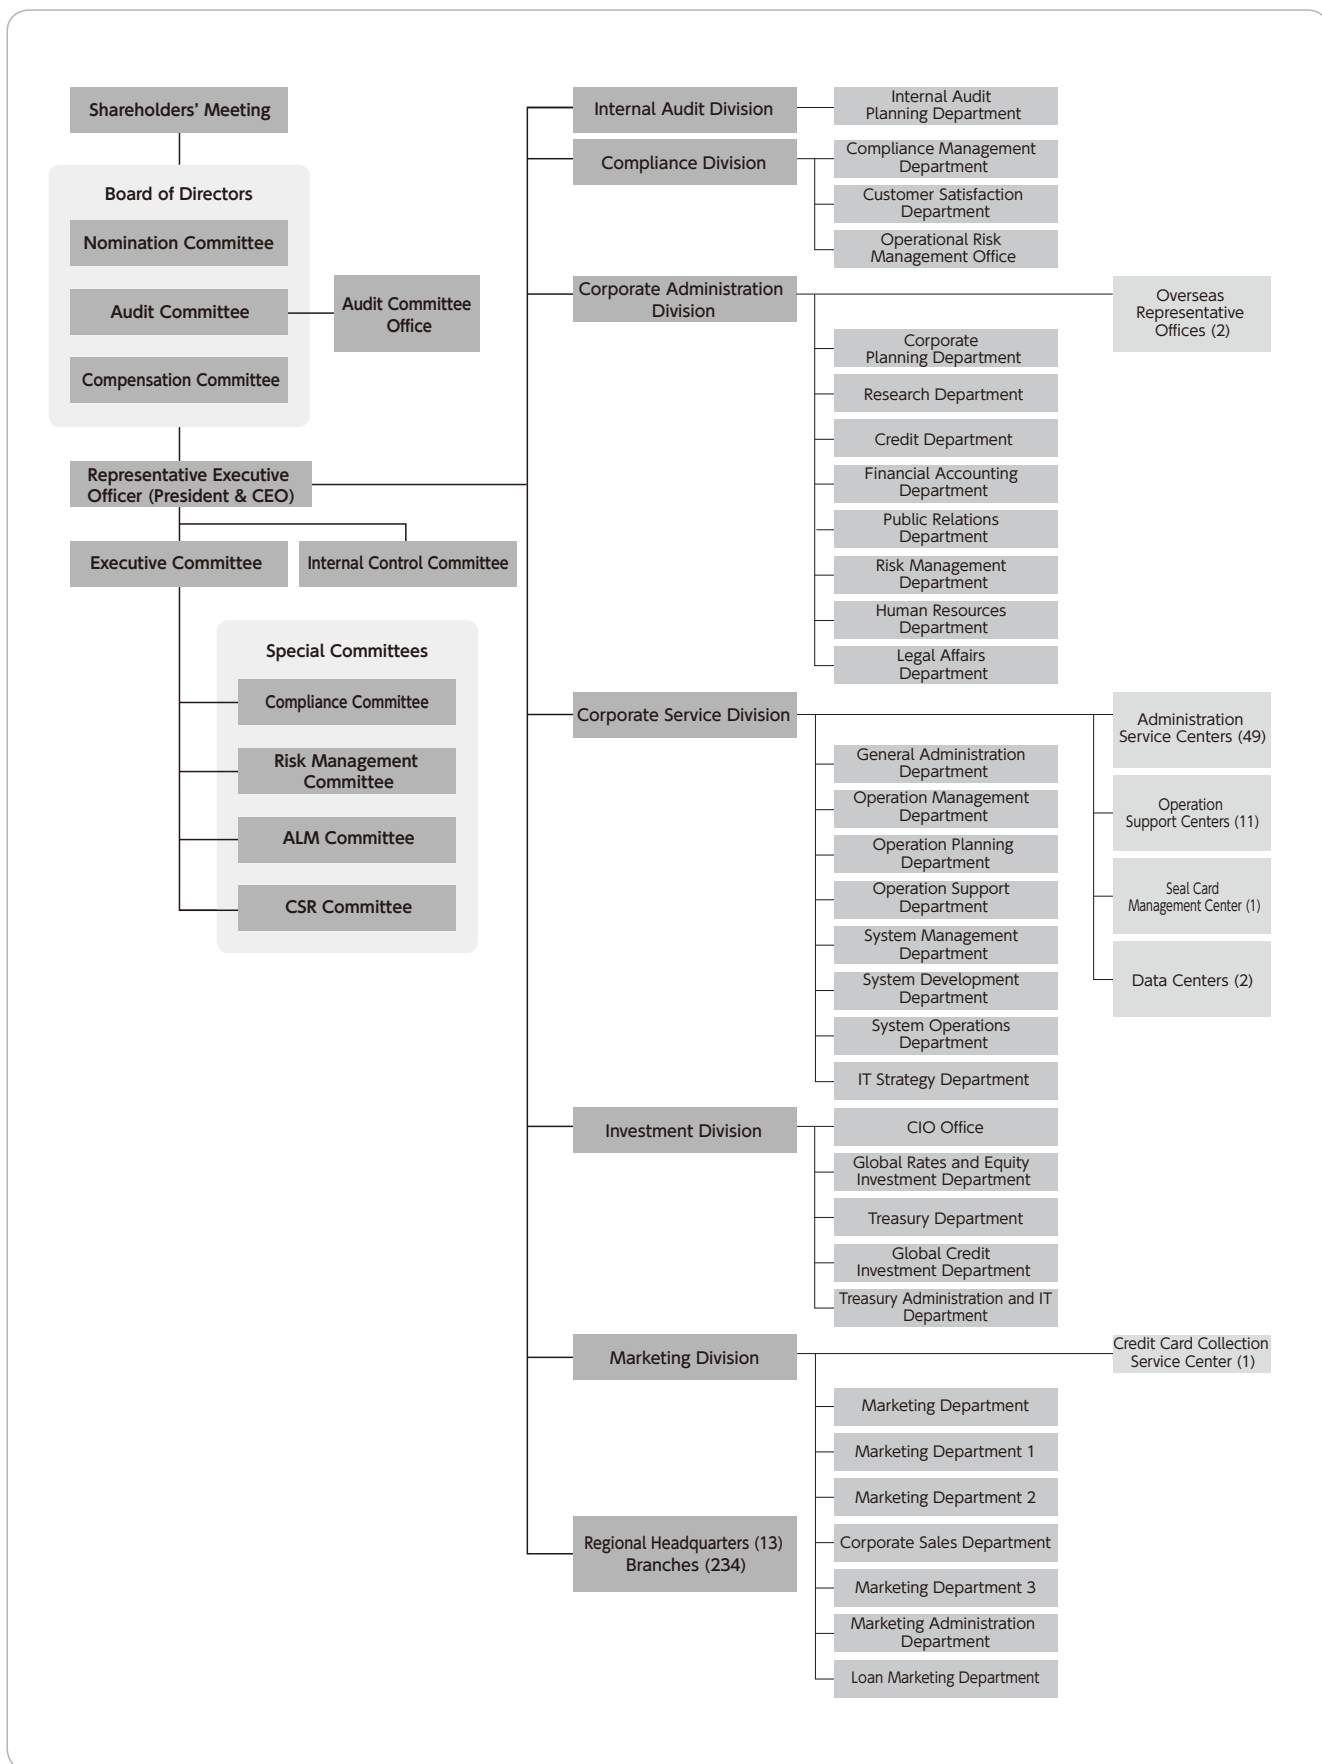 Shareholders' Meeting
Board of Directors
Nomination Committee
Audit Committee
Audit Committee
Office
Compensation Committee
Representative Executive
Officer (President & CEO)
Executive Committee
Internal Control Committee
Special Committees
Compliance Committee
Risk Management
Committee
ALM Committee
CSR Committee
Internal Audit Division
Internal Audit
Planning Department
Compliance Division
Compliance Management
Department
Customer Satisfaction
Department
Operational Risk
Management Office
Corporate Administration
Division
Overseas
Representative
Offices (2)
Corporate
Planning Department
Research Department
Credit Department
Financial Accounting
Department
Public Relations
Department
Risk Management
Department
Human Resources
Department
Legal Affairs
Department
Corporate Service Division
Administration
Service Centers (49)
Operation
Support Centers (11)
Seal Card
Management Center (1)
Data Centers (2)
General Administration
Department
Operation Management
Department
Operation Planning
Department
Operation Support
Department
System Management
Department
System Development
Department
System Operations
Department
IT Strategy Department
Investment Division
CIO Office
Global Rates and Equity
Investment Department
Treasury Department
Global Credit
Investment Department
Treasury Administration and IT
Department
Marketing Division
Credit Card Collection
Service Center (1)
Marketing Department
Marketing Department 1
Marketing Department 2
Corporate Sales Department
Marketing Department 3
Marketing Administration
Department
Loan Marketing Department
Regional Headquarters (13)
Branches (234)